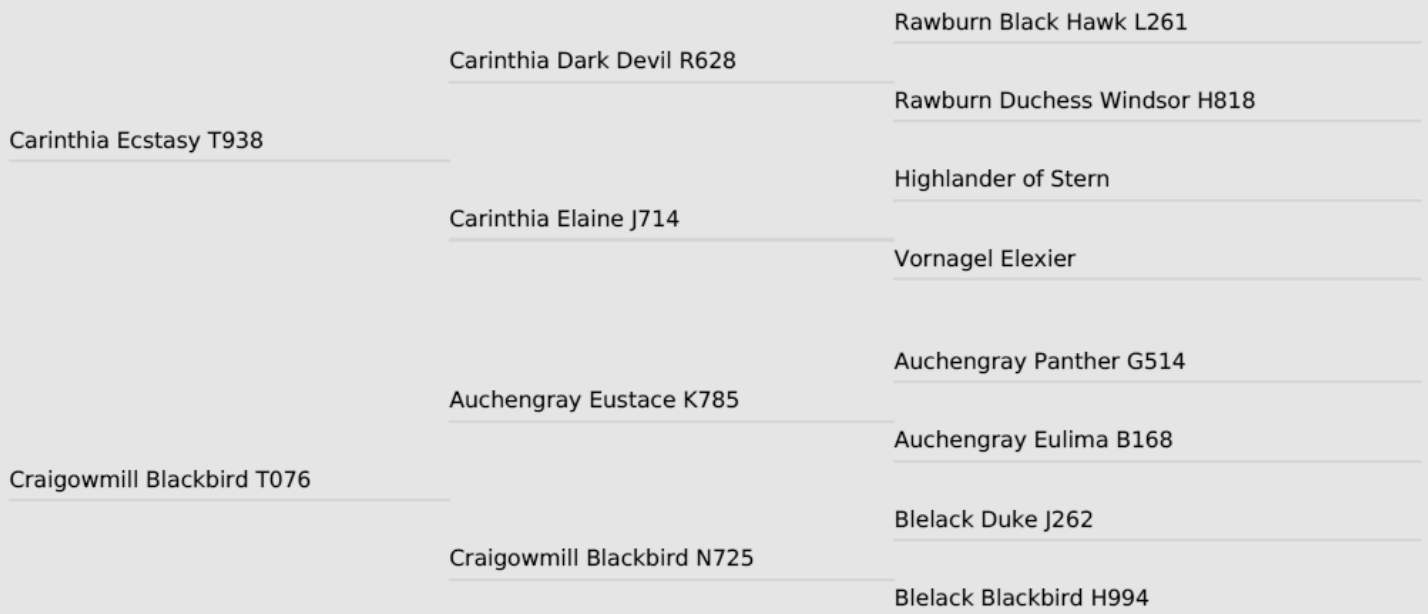 Rawburn Black Hawk L261
Carinthia Dark Devil R628
Rawburn Duchess Windsor H818
Carinthia Ecstasy T938
Highlander of Stern
Carinthia Elaine J714
Vornagel Elexier
Auchengray Panther G514
Auchengray Eustace K785
Auchengray Eulima B168
Craigowmill Blackbird T076
Blelack Duke J262
Craigowmill Blackbird N725
Blelack Blackbird H994